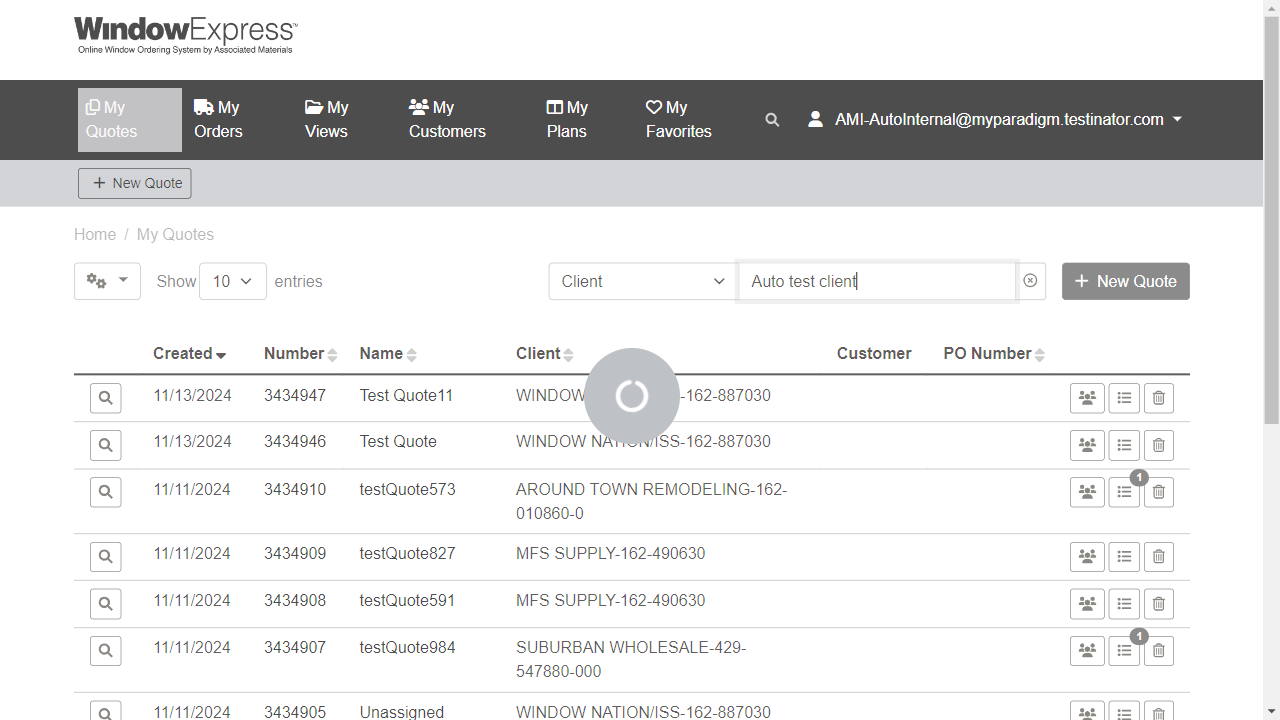 WindowExpress™
Online Window Ordering System by Associated Materials
My Quotes
My Orders
My Views
My Customers
My Plans
My Favorites
AMI-AutoInternal@myparadigm.testinator.com
New Quote
Home / My Quotes
Show 10 entries
Client
Auto test client
New Quote
Created Number Name Client Customer PO Number
11/13/2024 3434947 Test Quote11 WINDOW -162-887030
11/13/2024 3434946 Test Quote WINDOW NATION/ISS-162-887030
11/11/2024 3434910 testQuote573 AROUND TOWN REMODELING-162-
010860-0
1
11/11/2024 3434909 testQuote827 MFS SUPPLY-162-490630
11/11/2024 3434908 testQuote591 MFS SUPPLY-162-490630
11/11/2024 3434907 testQuote984 SUBURBAN WHOLESALE-429-
547880-000
1
11/11/2024 3434905 Unassigned WINDOW NATION/ISS-162-887030